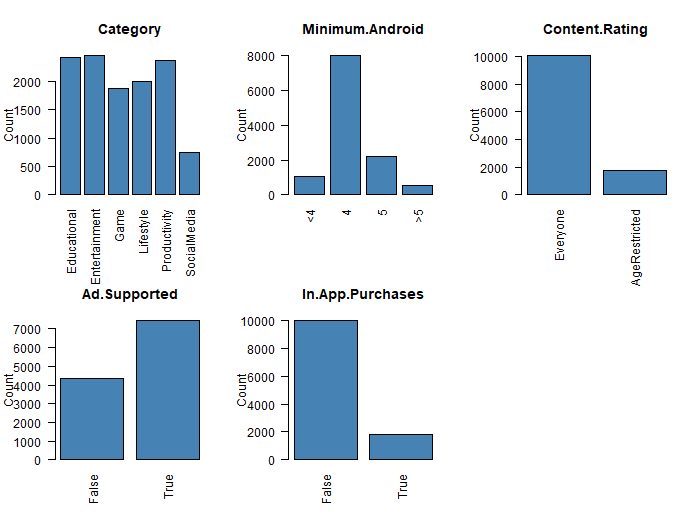 Category
Count
2000
1500
1000
500
0
Educational
Entertainment
Game
Lifestyle
Productivity
SocialMedia
Minimum.Android
Count
8000
6000
4000
2000
0
<4
4
5
>5
Content.Rating
Count
10000
8000
6000
4000
2000
0
Everyone
AgeRestricted
Ad.Supported
Count
7000
6000
5000
4000
3000
2000
1000
0
False
True
In.App.Purchases
Count
10000
8000
6000
4000
2000
0
False
True